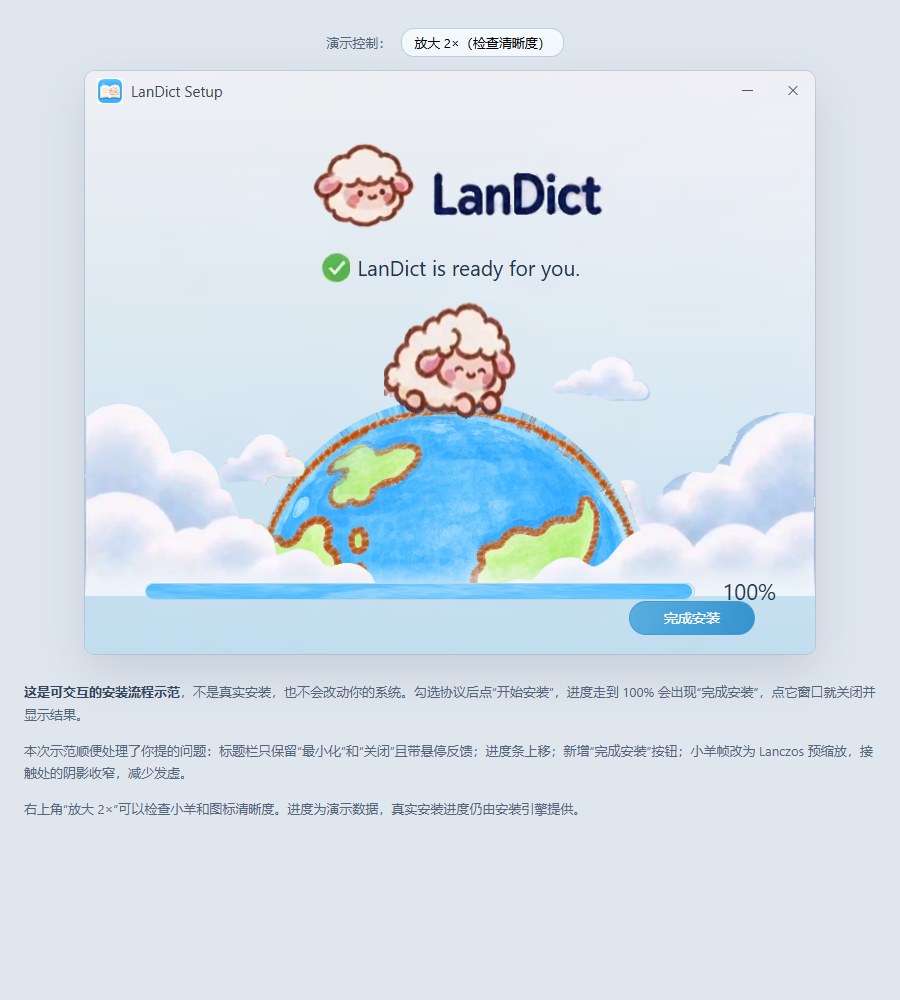 演示控制：
放大 2×（检查清晰度）
LanDict Setup
LanDict
LanDict is ready for you.
100%
完成安装
这是可交互的安装流程示范，不是真实安装，也不会改动你的系统。勾选协议后点“开始安装”，进度走到 100% 会出现“完成安装”，点它窗口就关闭并
显示结果。
本次示范顺便处理了你提的问题：标题栏只保留“最小化”和“关闭”且带悬停反馈；进度条上移；新增“完成安装”按钮；小羊帧改为 Lanczos 预缩放，接
触处的阴影收窄，减少发虚。
右上角“放大 2×”可以检查小羊和图标清晰度。进度为演示数据，真实安装进度仍由安装引擎提供。